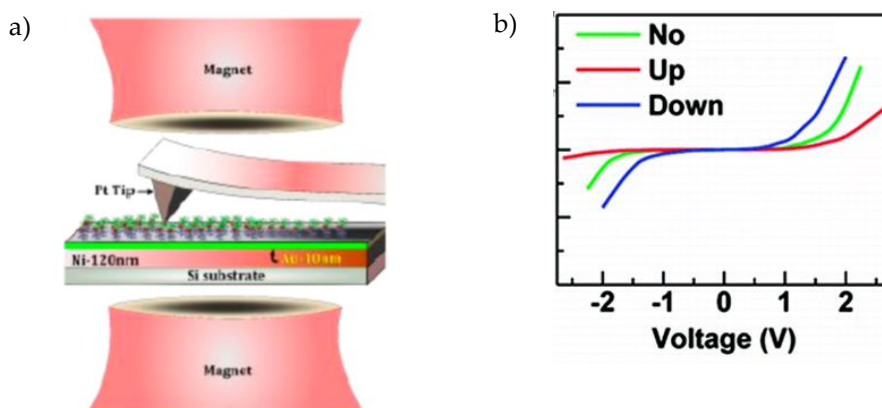 a)
Magnet
Pt Tip
Ni-120nm
Au-10nm
Si substrate
Magnet
b)
No
Up
Down
-2 -1 0 1 2
Voltage (V)